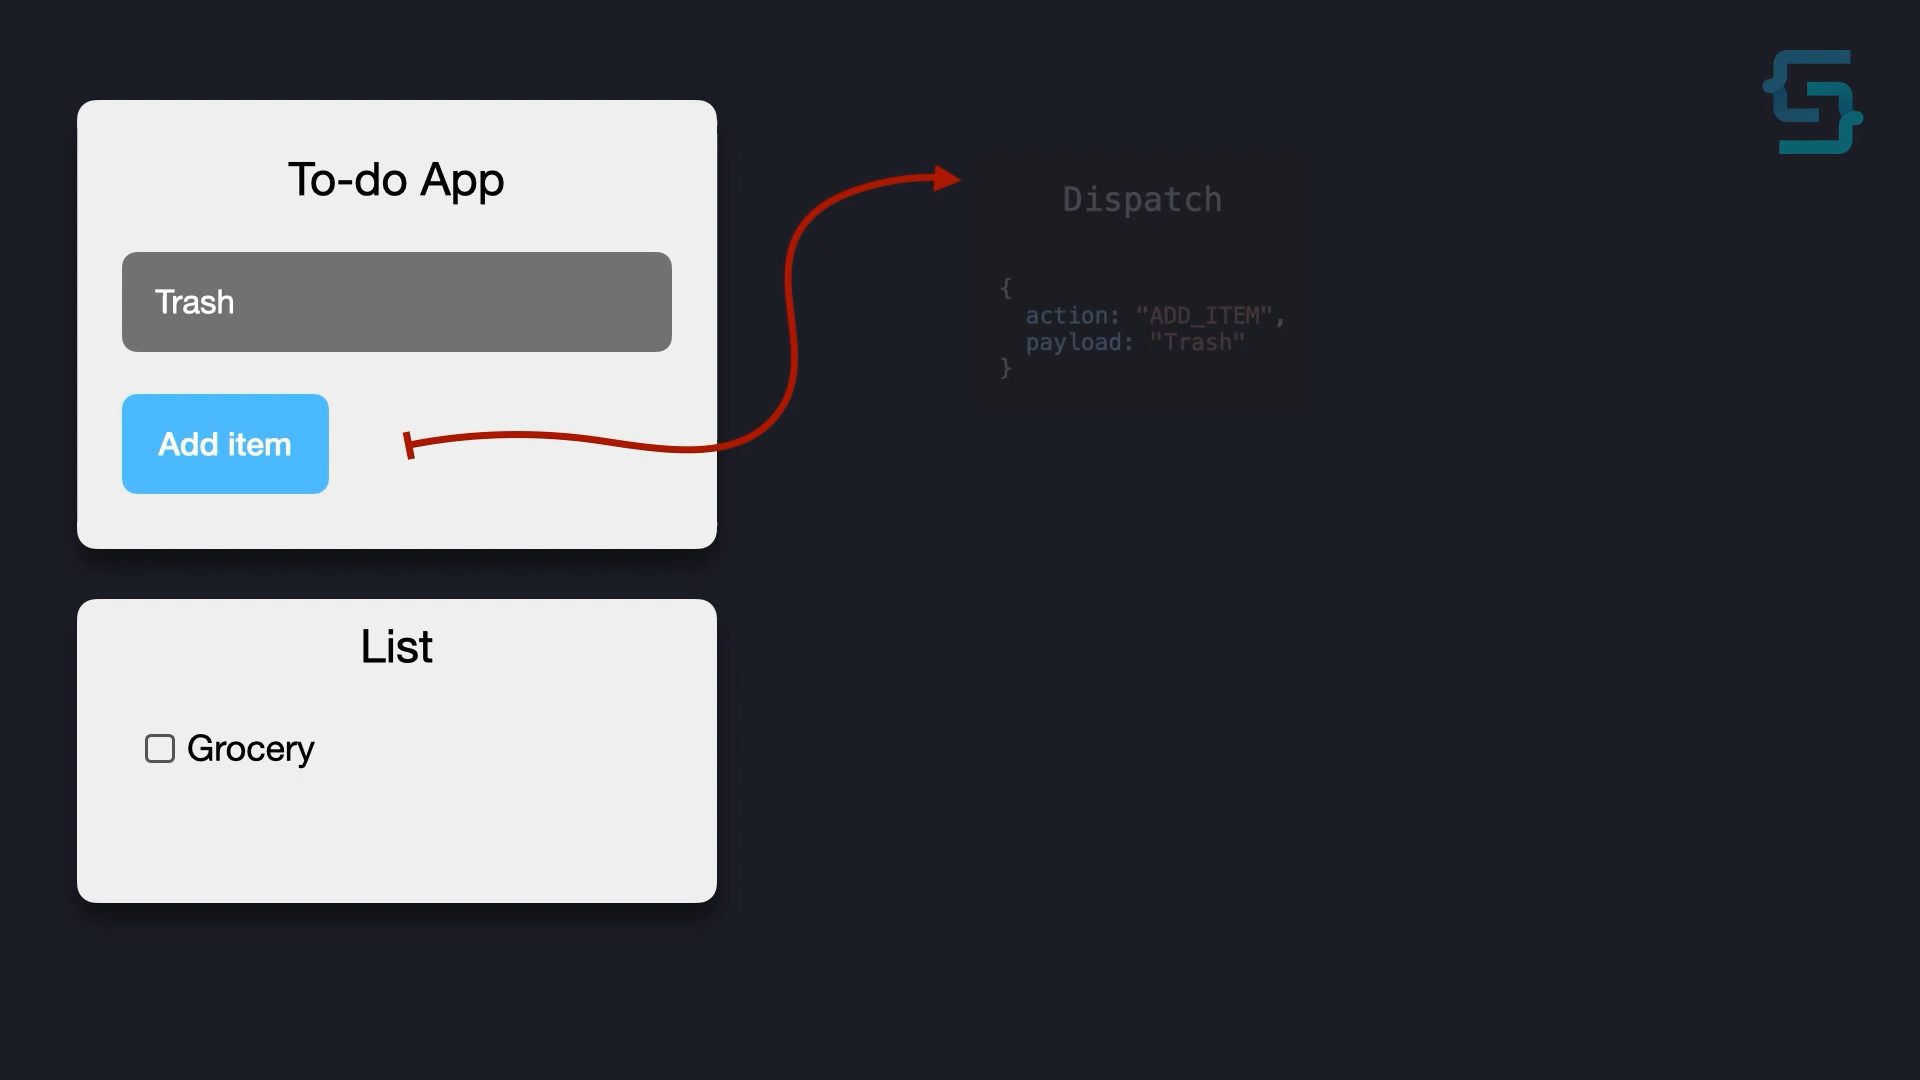 To-do App
Trash
Add item
List
Grocery
Dispatch
{
action: "ADD_ITEM",
payload: "Trash"
}